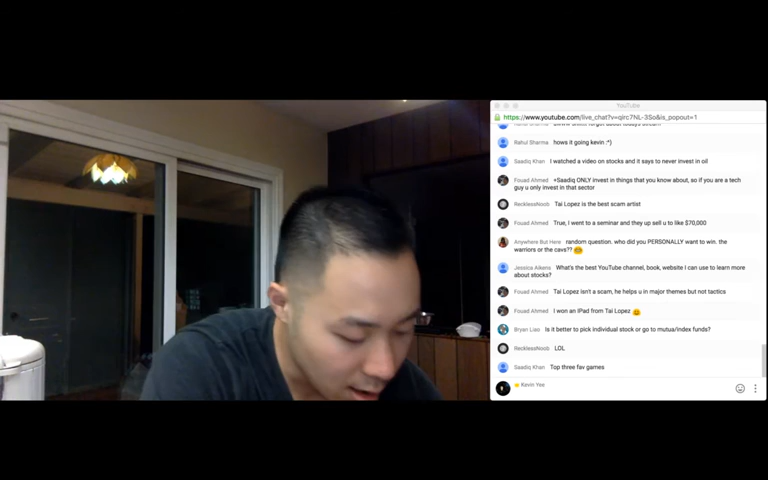 YouTube
https://www.youtube.com/live_chat?v=qirc7NL-3So&is_popout=1
Rahul Sharma hows it going kevin :*)
Saadiq Khan I watched a video on stocks and it says to never invest in oil
Fouad Ahmed +Saadiq ONLY invest in things that you know about, so if you are a tech
guy u only invest in that sector
RecklessNoob Tai Lopez is the best scam artist
Fouad Ahmed True, I went to a seminar and they up sell u to like $70,000
Anywhere But Here random question. who did you PERSONALLY want to win. the
warriors or the cavs??
Jessica Aikens What's the best YouTube channel, book, website I can use to learn more
about stocks?
Fouad Ahmed Tai Lopez isn't a scam, he helps u in major themes but not tactics
Fouad Ahmed I won an IPad from Tai Lopez
Bryan Liao Is it better to pick individual stock or go to mutual/index funds?
RecklessNoob LOL
Saadiq Khan Top three fav games
Kevin Yee